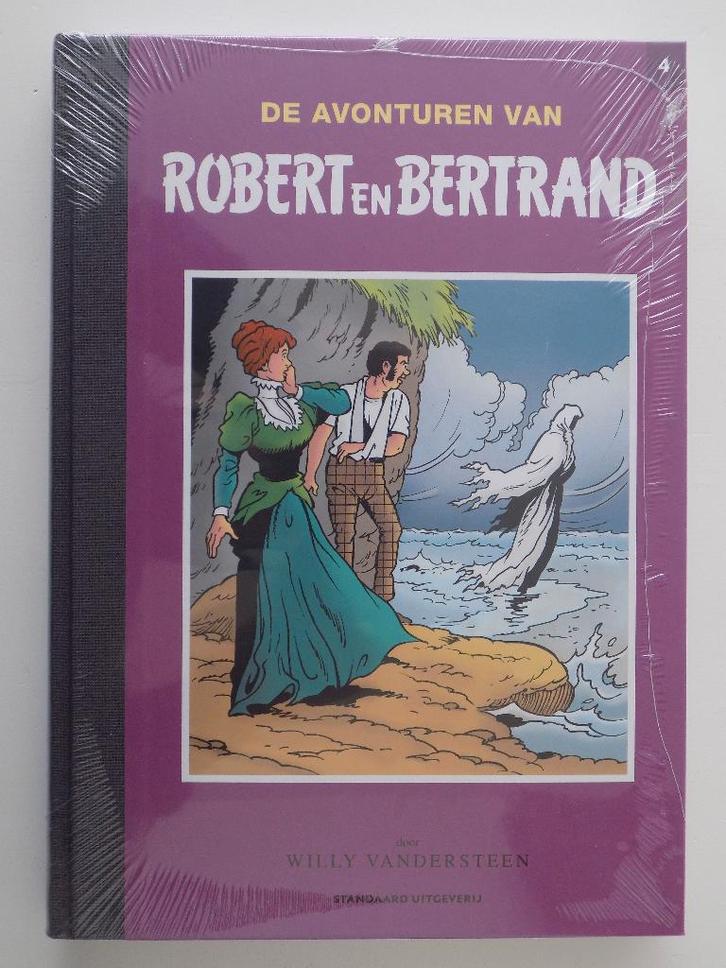 4
DE AVONTUREN VAN
ROBERT EN BERTRAND
door
WILLY VANDERSTEEN
STANDAARD UITGEVERIJ